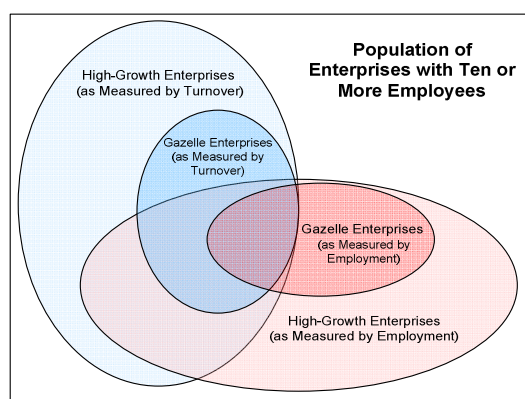 Population of
Enterprises with Ten or
More Employees
High-Growth Enterprises
(as Measured by Turnover)
Gazelle Enterprises
(as Measured by
Turnover)
Gazelle Enterprises
(as Measured by
Employment)
High-Growth Enterprises
(as Measured by Employment)